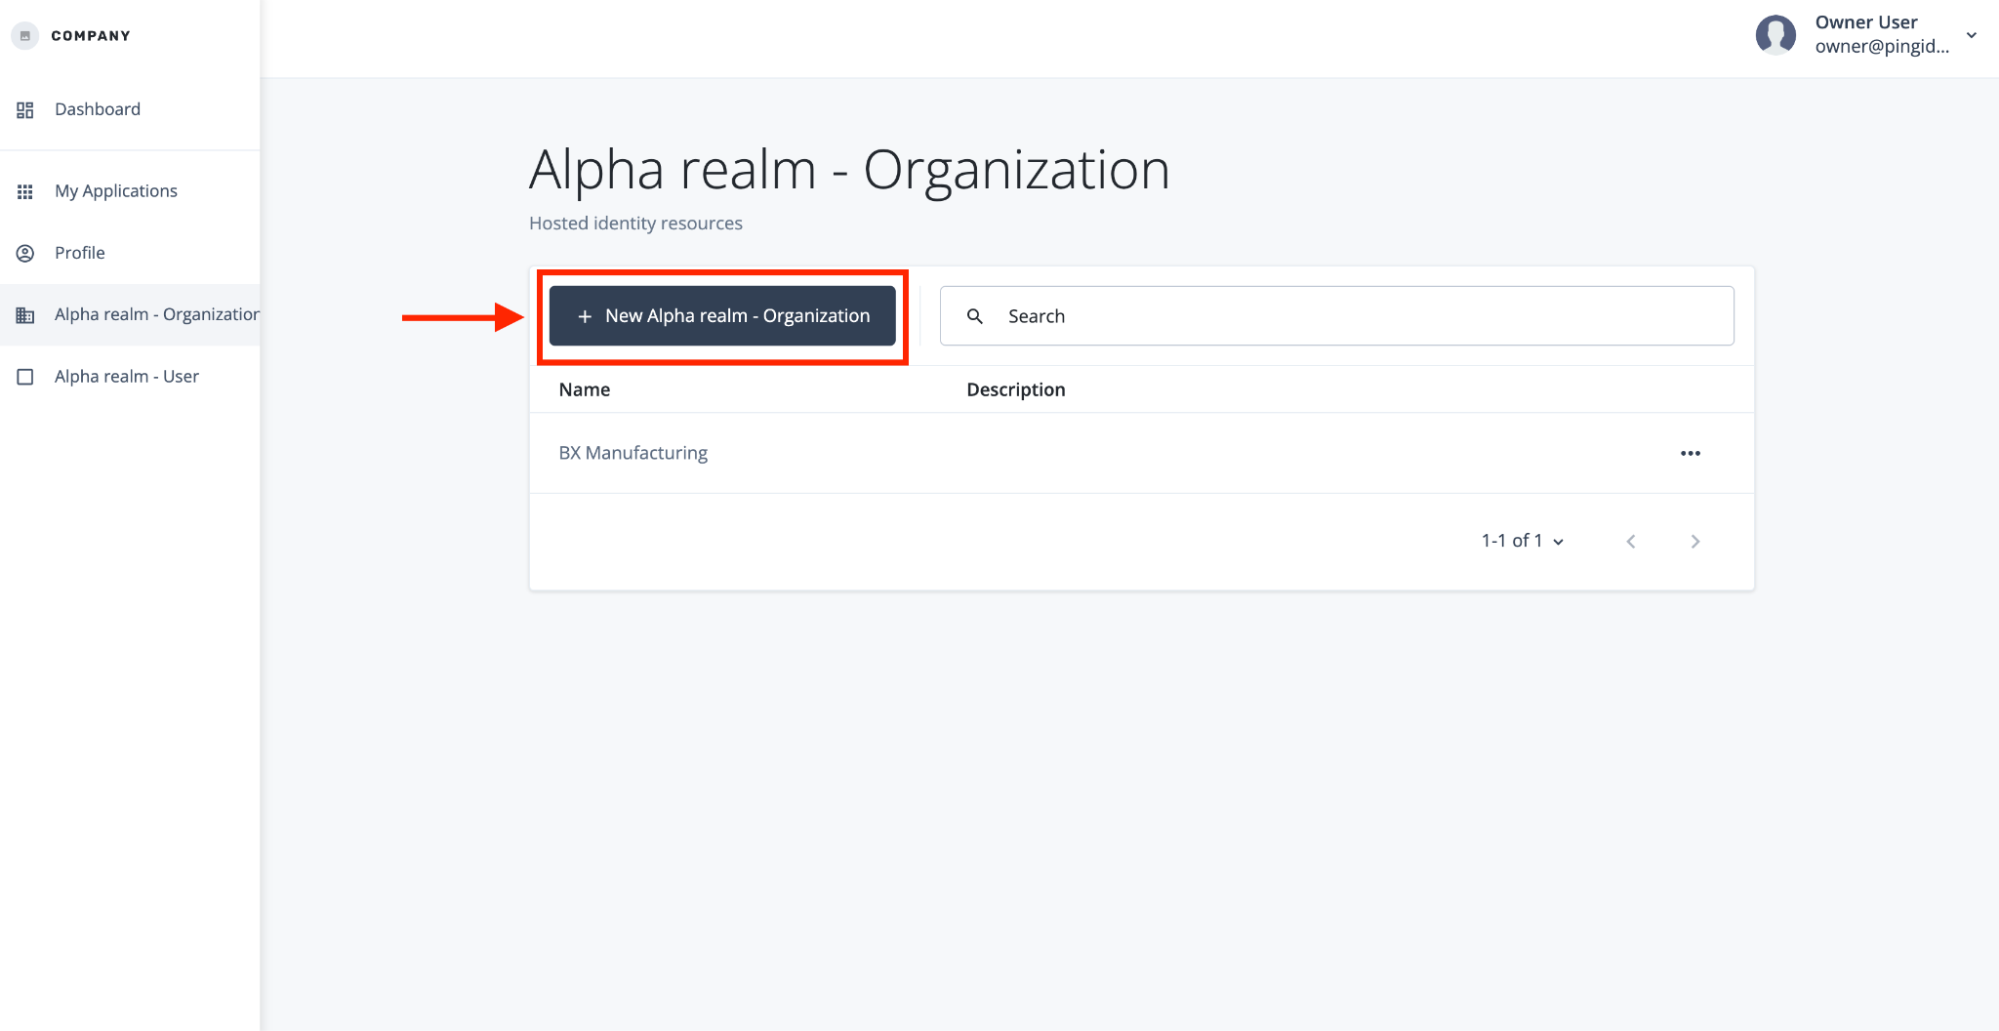 COMPANY
Owner User
owner@pingid...
Dashboard
My Applications
Profile
Alpha realm - Organization
Alpha realm - User
Alpha realm - Organization
Hosted identity resources
+ New Alpha realm - Organization
Search
Name Description
BX Manufacturing
1-1 of 1